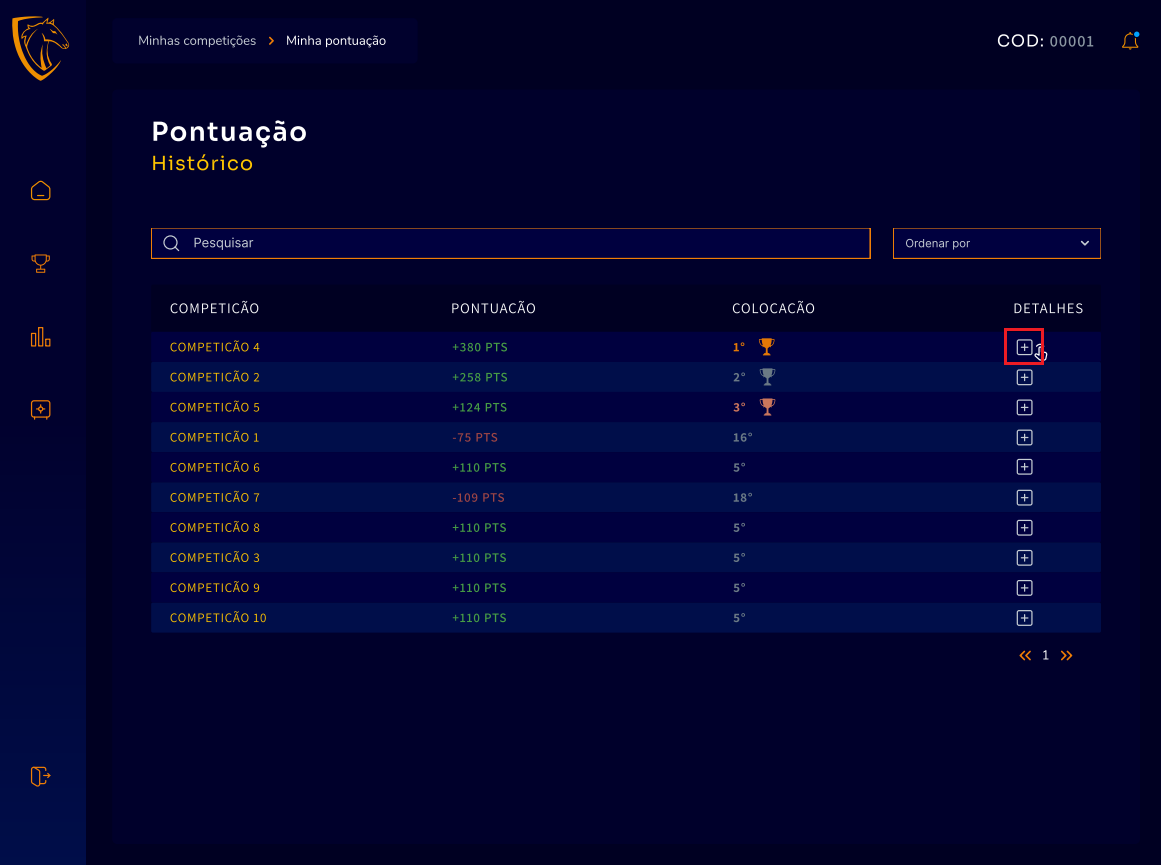 Minhas competições > Minha pontuação
COD: 00001
Pontuação
Histórico
Pesquisar
Ordenar por
COMPETICÃO PONTUACÃO COLOCACÃO DETALHES
COMPETICÃO 4 +380 PTS 1°
COMPETICÃO 2 +258 PTS 2°
COMPETICÃO 5 +124 PTS 3°
COMPETICÃO 1 -75 PTS 16°
COMPETICÃO 6 +110 PTS 5°
COMPETICÃO 7 -109 PTS 18°
COMPETICÃO 8 +110 PTS 5°
COMPETICÃO 3 +110 PTS 5°
COMPETICÃO 9 +110 PTS 5°
COMPETICÃO 10 +110 PTS 5°
« 1 »